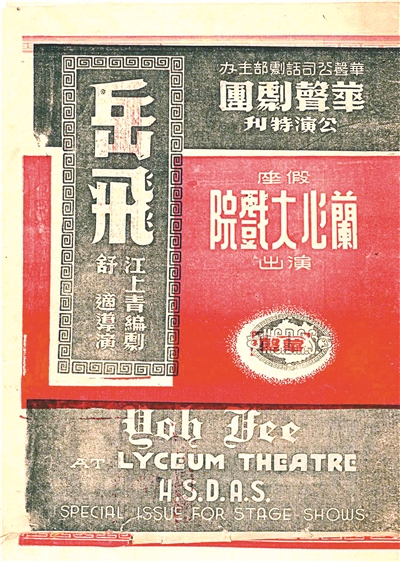 華聲公司話劇部主办
華聲劇團
公演特刊
假座
蘭心大戲院
演出
岳飛
江上青編劇
舒適導演
Yoh Fee
AT LYCEUM THEATRE
H.S.D.A.S.
SPECIAL ISSUE FOR STAGE SHOWS